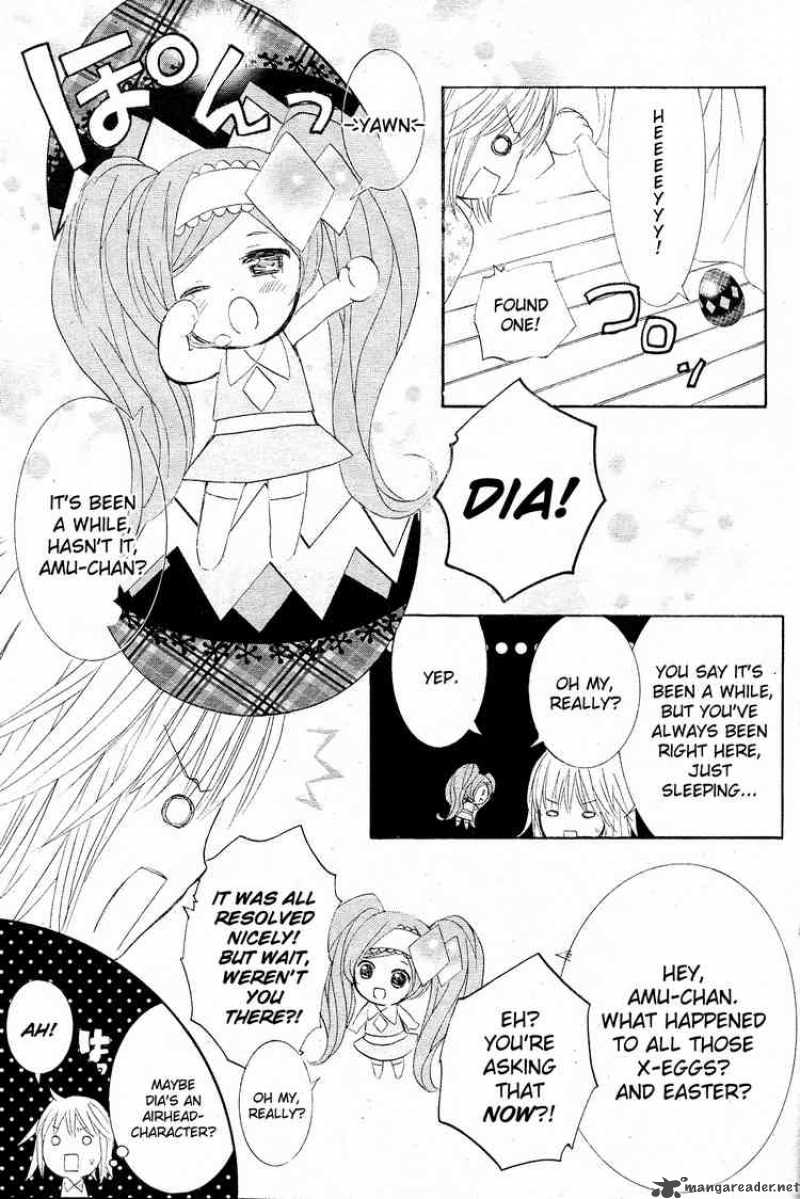 HEEEEYYY!
FOUND
ONE!
コロッ
ぽんっ
YAWN
DIA!
IT'S BEEN
A WHILE,
HASN'T IT,
AMU-CHAN?
YOU SAY IT'S
BEEN A WHILE,
BUT YOU'VE
ALWAYS BEEN
RIGHT HERE,
JUST
SLEEPING...
OH MY,
REALLY?
YEP.
HEY,
AMU-CHAN.
WHAT HAPPENED
TO ALL THOSE
X-EGGS?
AND EASTER?
EH?
YOU'RE
ASKING
THAT
NOW?!
IT WAS ALL
RESOLVED
NICELY!
BUT WAIT,
WEREN'T
YOU
THERE?!
OH MY,
REALLY?
はっ
MAYBE
DIA'S AN
AIRHEAD-
CHARACTER?
AH!
mangareader.net